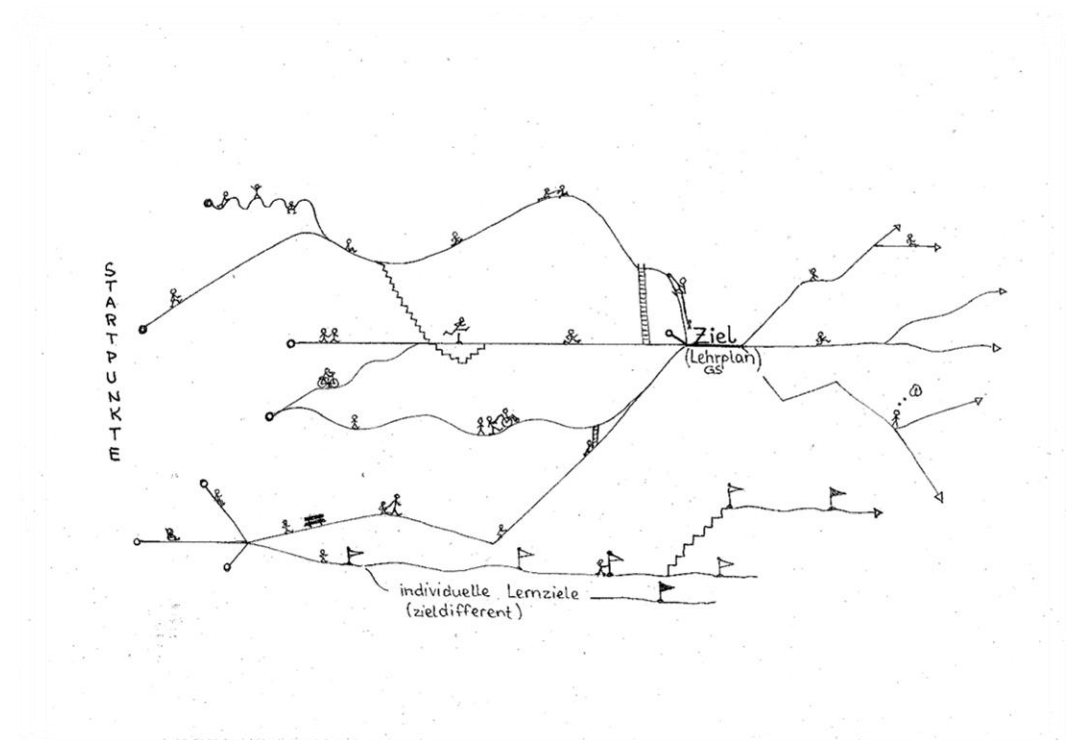 STARTPUNKTE
Ziel
(Lehrplan)
GS
individuelle Lernziele
(zieldifferent)